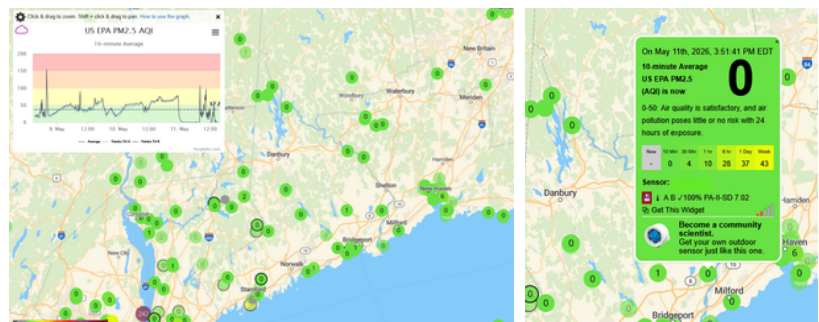 Click & drag to zoom. Shift + click & drag to pan. How to use the graph.
US EPA PM2.5 AQI
10-minute Average
200
150
100
50
0
9. May
12:00
10. May
12:00
11. May
12:00
17.2
Average
PurpleAir.com
New Britain
Waterbury
Meriden
Danbury
Hamden
Shelton
New Haven
Milford
Bridgeport
Norwalk
New City
Stamford
On May 11th, 2026, 3:51:41 PM EDT
10-minute Average
US EPA PM2.5
(AQI) is now
0
0-50: Air quality is satisfactory, and air
pollution poses little or no risk with 24
hours of exposure.
Now 10 Min 30 Min 1 hr 6 hr 1 Day Week
- 0 4 10 28 37 43
Sensor:
A B ✓100% PA-II-SD 7.02
Get This Widget
Become a community
scientist.
Get your own outdoor
sensor just like this one.
Danbury
Hamden
Haven
6
Milford
Bridgeport